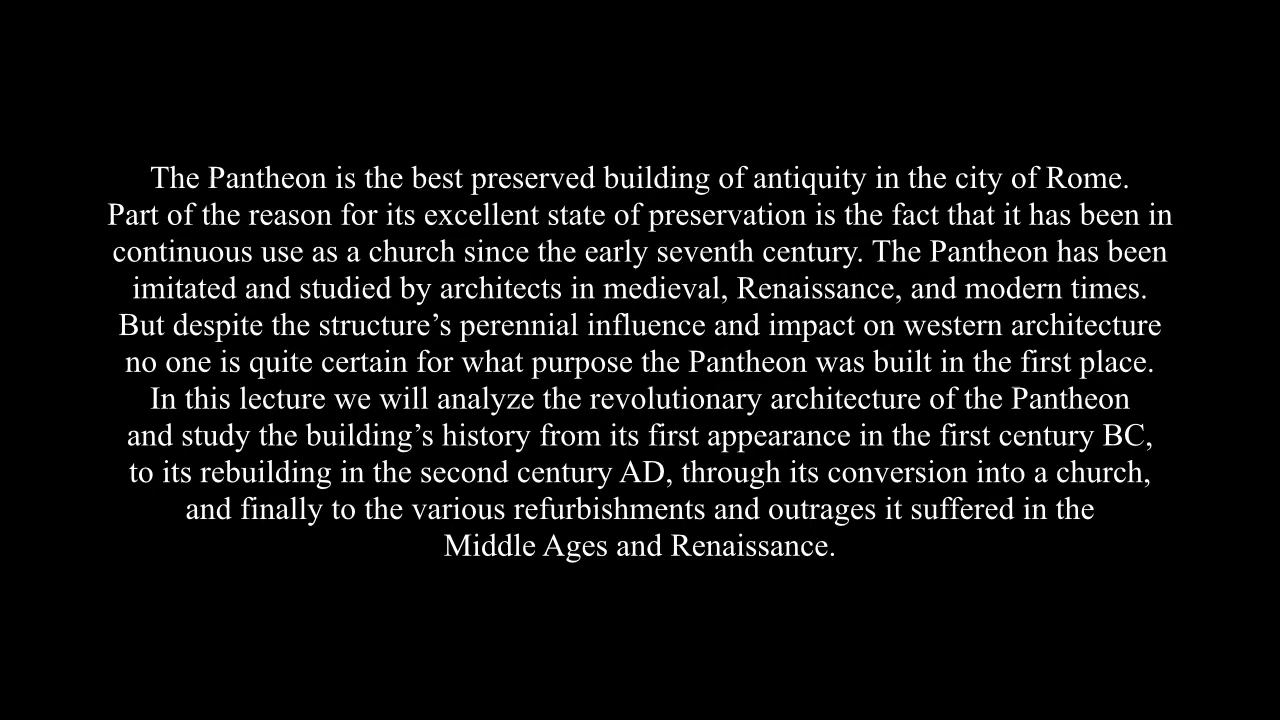 The Pantheon is the best preserved building of antiquity in the city of Rome.
Part of the reason for its excellent state of preservation is the fact that it has been in
continuous use as a church since the early seventh century. The Pantheon has been
imitated and studied by architects in medieval, Renaissance, and modern times.
But despite the structure’s perennial influence and impact on western architecture
no one is quite certain for what purpose the Pantheon was built in the first place.
In this lecture we will analyze the revolutionary architecture of the Pantheon
and study the building’s history from its first appearance in the first century BC,
to its rebuilding in the second century AD, through its conversion into a church,
and finally to the various refurbishments and outrages it suffered in the
Middle Ages and Renaissance.